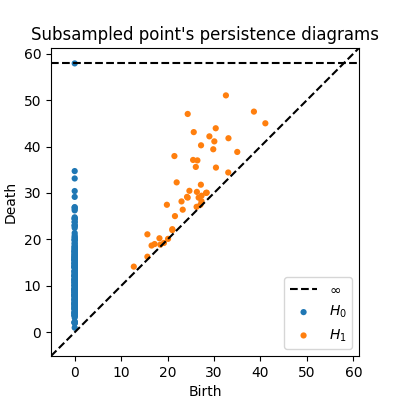 Subsampled point's persistence diagrams
60
50
40
30
20
10
0
Death
0 10 20 30 40 50 60
Birth
∞
H₀
H₁